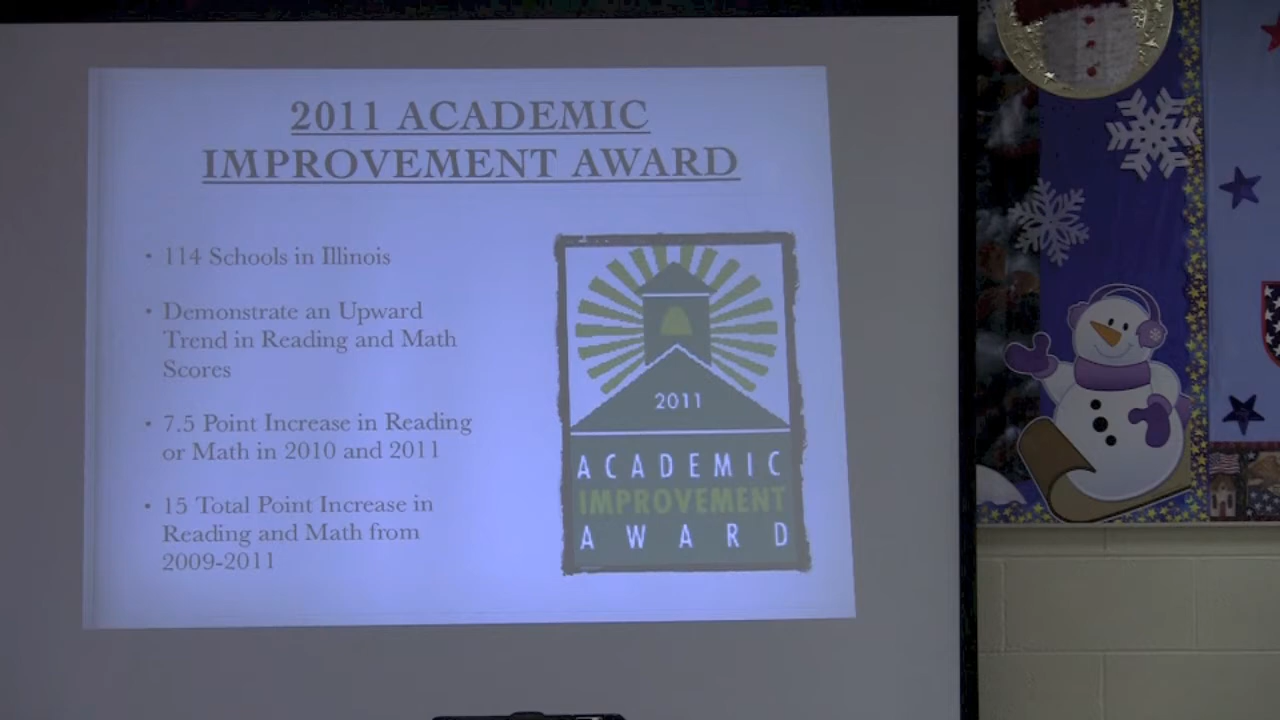 2011 ACADEMIC
IMPROVEMENT AWARD
• 114 Schools in Illinois
• Demonstrate an Upward
Trend in Reading and Math
Scores
• 7.5 Point Increase in Reading
or Math in 2010 and 2011
• 15 Total Point Increase in
Reading and Math from
2009-2011
2011
ACADEMIC
IMPROVEMENT
AWARD